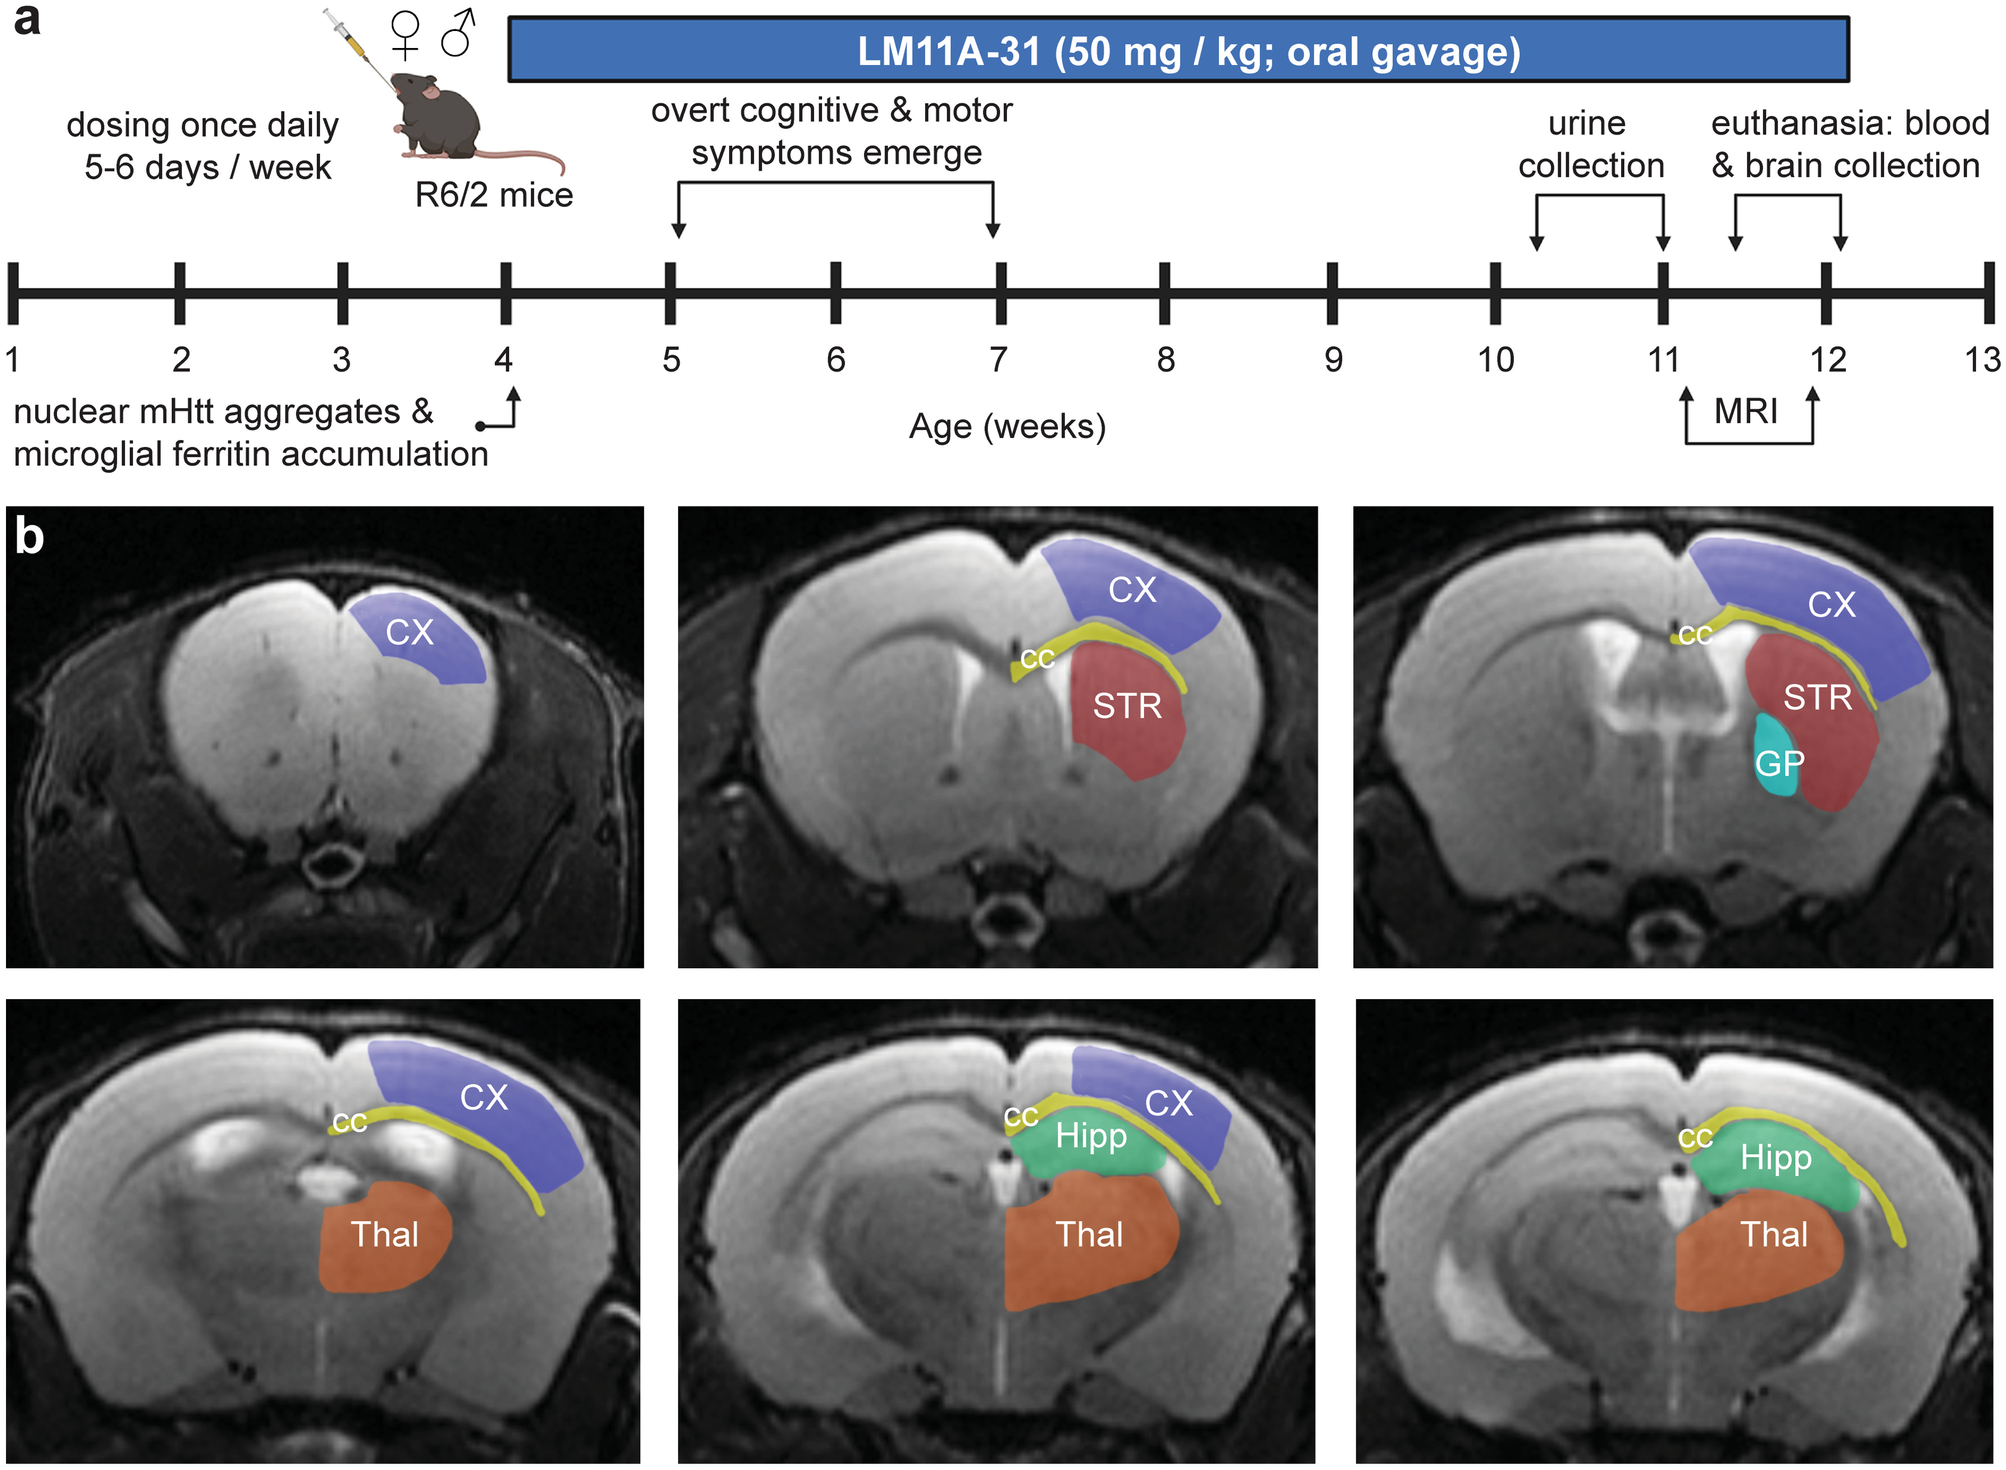 a
♀ ♂
LM11A-31 (50 mg / kg; oral gavage)
dosing once daily
5-6 days / week
R6/2 mice
overt cognitive & motor
symptoms emerge
urine
collection
euthanasia: blood
& brain collection
1 2 3 4 5 6 7 8 9 10 11 12 13
nuclear mHtt aggregates &
microglial ferritin accumulation
Age (weeks)
MRI
b
CX
CX
cc
STR
CX
cc
STR
GP
CX
cc
Thal
CX
cc
Hipp
Thal
cc
Hipp
Thal